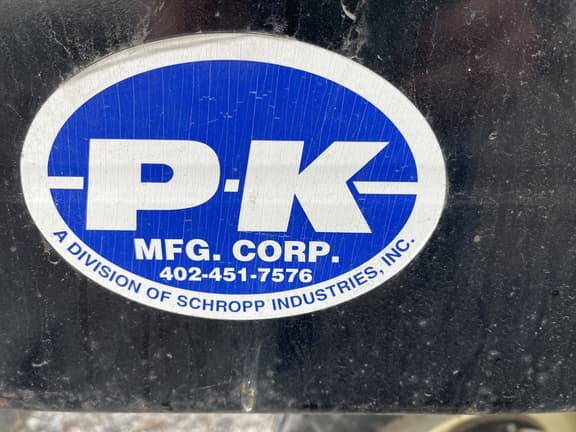 P·K
MFG. CORP.
402-451-7576
A DIVISION OF SCHROPP INDUSTRIES, INC.